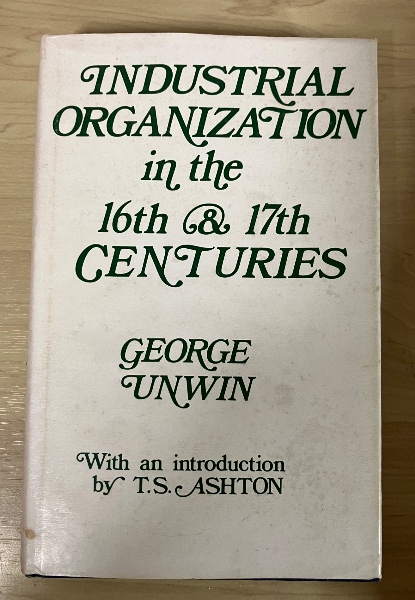 INDUSTRIAL
ORGANIZATION
in the
16th & 17th
CENTURIES
GEORGE
UNWIN
With an introduction
by T.S. ASHTON